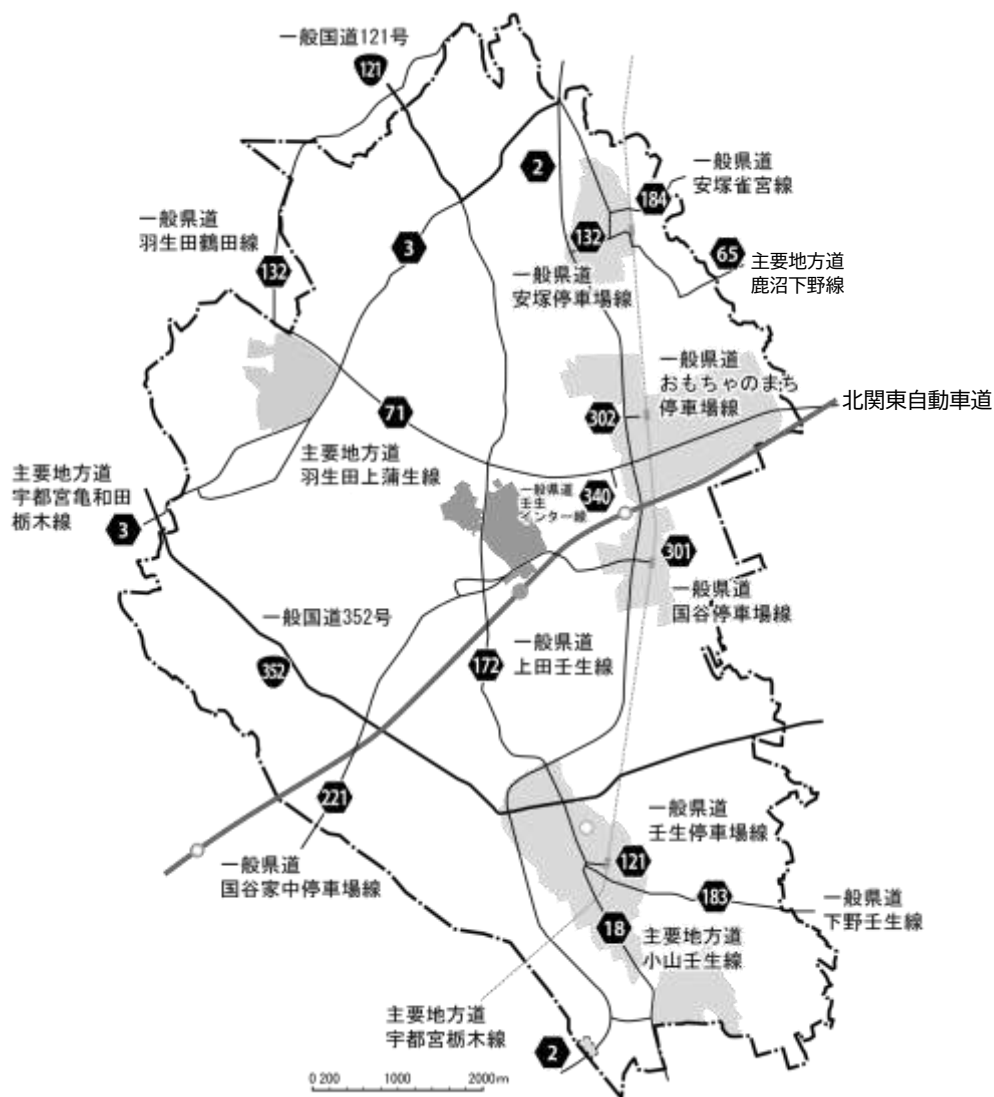 一般国道121号
121
2
一般県道
安塚雀宮線
184
一般県道
羽生田鶴田線
132
3
132
65
主要地方道
鹿沼下野線
一般県道
安塚停車場線
一般県道
おもちゃのまち
停車場線
302
北関東自動車道
71
主要地方道
羽生田上蒲生線
主要地方道
宇都宮亀和田
栃木線
3
一般県道
壬生
インター線
340
301
一般県道
国谷停車場線
一般国道352号
352
172
一般県道
上田壬生線
221
一般県道
国谷家中停車場線
一般県道
壬生停車場線
121
183
一般県道
下野壬生線
18
主要地方道
小山壬生線
主要地方道
宇都宮栃木線
2
0 200 1000 2000m